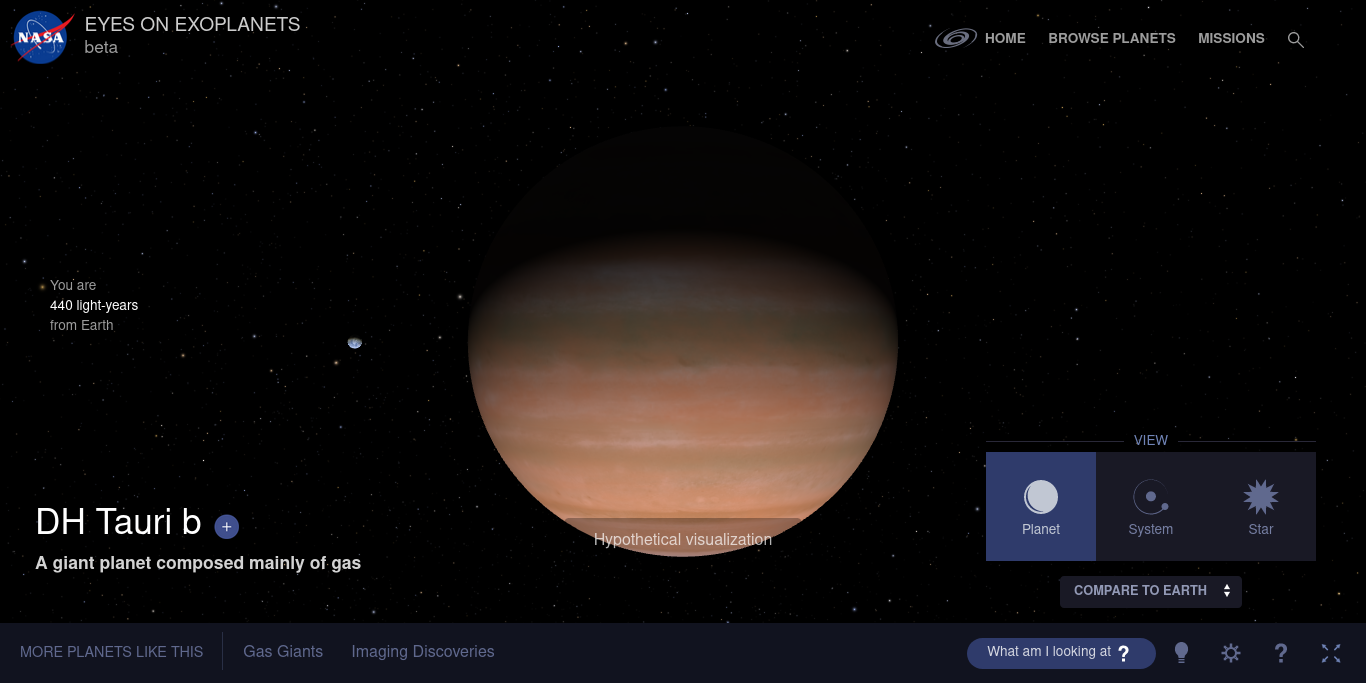 NASA
EYES ON EXOPLANETS
beta
HOME
BROWSE PLANETS
MISSIONS
You are
440 light-years
from Earth
VIEW
Planet
System
Star
DH Tauri b +
A giant planet composed mainly of gas
Hypothetical visualization
COMPARE TO EARTH
MORE PLANETS LIKE THIS
Gas Giants
Imaging Discoveries
What am I looking at ?
?